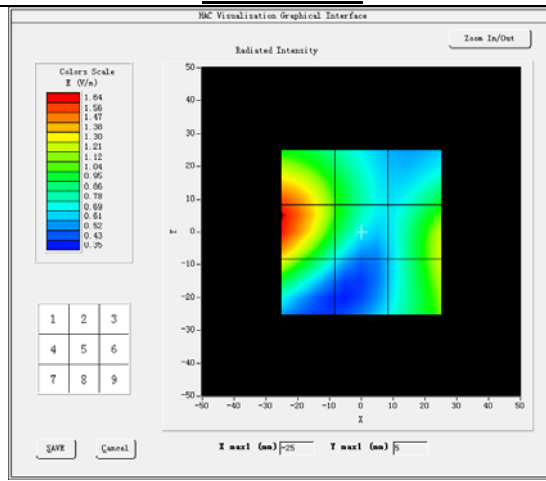 HAC Visualisation Graphical Interface
Zoom In/Out
Radiated Intensity
Colors Scale
E (V/m)
1.64
1.56
1.47
1.38
1.30
1.21
1.12
1.04
0.95
0.86
0.78
0.69
0.61
0.52
0.43
0.35
50
40
30
20
10
0
-10
-20
-30
-40
-50
Y
-50 -40 -30 -20 -10 0 10 20 30 40 50
X
1 2 3
4 5 6
7 8 9
SAVE Cancel X max1 (mm) -25 Y max1 (mm) 5